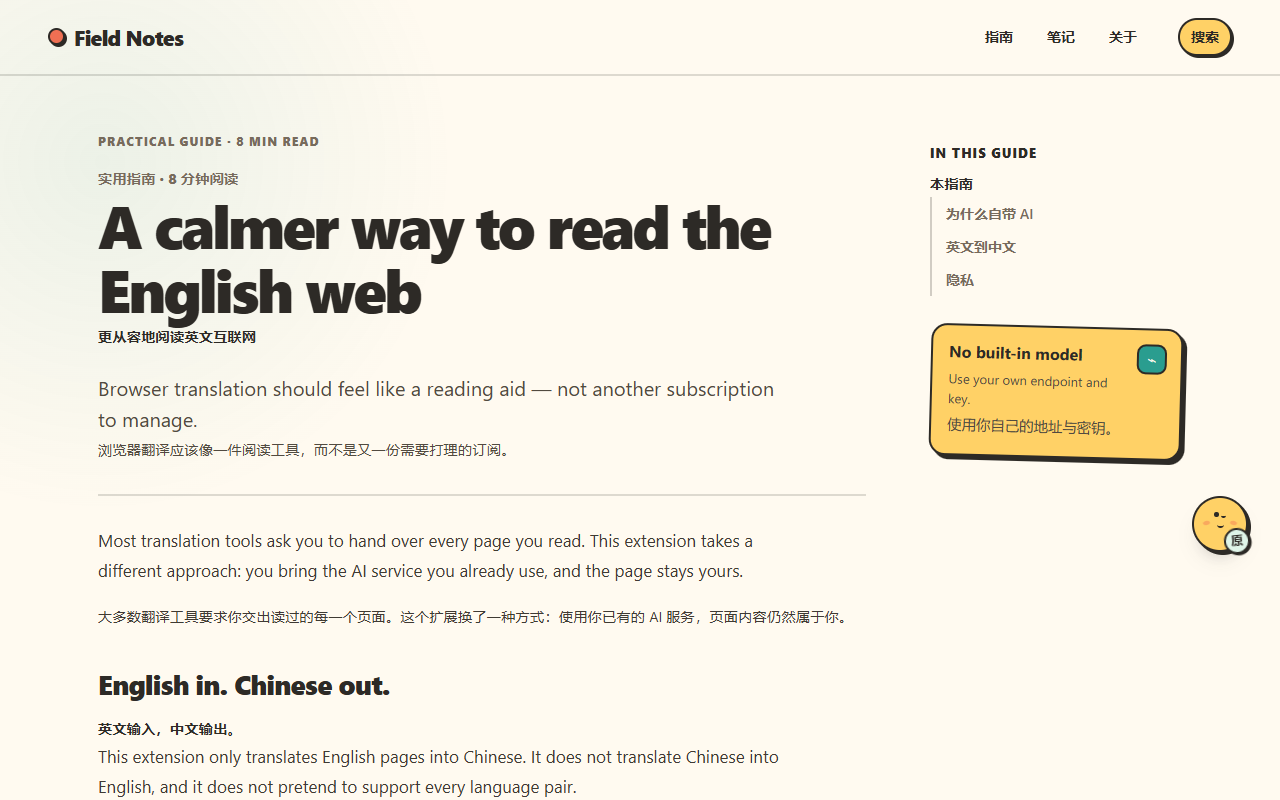 Field Notes
指南
笔记
关于
搜索
PRACTICAL GUIDE · 8 MIN READ
实用指南 · 8 分钟阅读
A calmer way to read the
English web
更从容地阅读英文互联网
Browser translation should feel like a reading aid — not another subscription
to manage.
浏览器翻译应该像一件阅读工具，而不是又一份需要打理的订阅。
Most translation tools ask you to hand over every page you read. This extension takes a
different approach: you bring the AI service you already use, and the page stays yours.
大多数翻译工具要求你交出读过的每一个页面。这个扩展换了一种方式：使用你已有的 AI 服务，页面内容仍然属于你。
English in. Chinese out.
英文输入，中文输出。
This extension only translates English pages into Chinese. It does not translate Chinese into
English, and it does not pretend to support every language pair.
IN THIS GUIDE
本指南
为什么自带 AI
英文到中文
隐私
No built-in model
Use your own endpoint and
key.
使用你自己的地址与密钥。
原